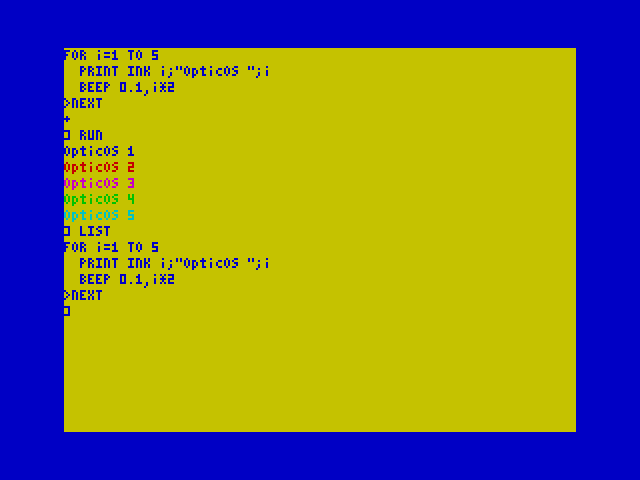 FOR i=1 TO 5
  PRINT INK i;"OpticOS ";i
  BEEP 0.1,i*2
>NEXT
+
□ RUN
OpticOS 1
OpticOS 2
OpticOS 3
OpticOS 4
OpticOS 5
□ LIST
FOR i=1 TO 5
  PRINT INK i;"OpticOS ";i
  BEEP 0.1,i*2
>NEXT
□